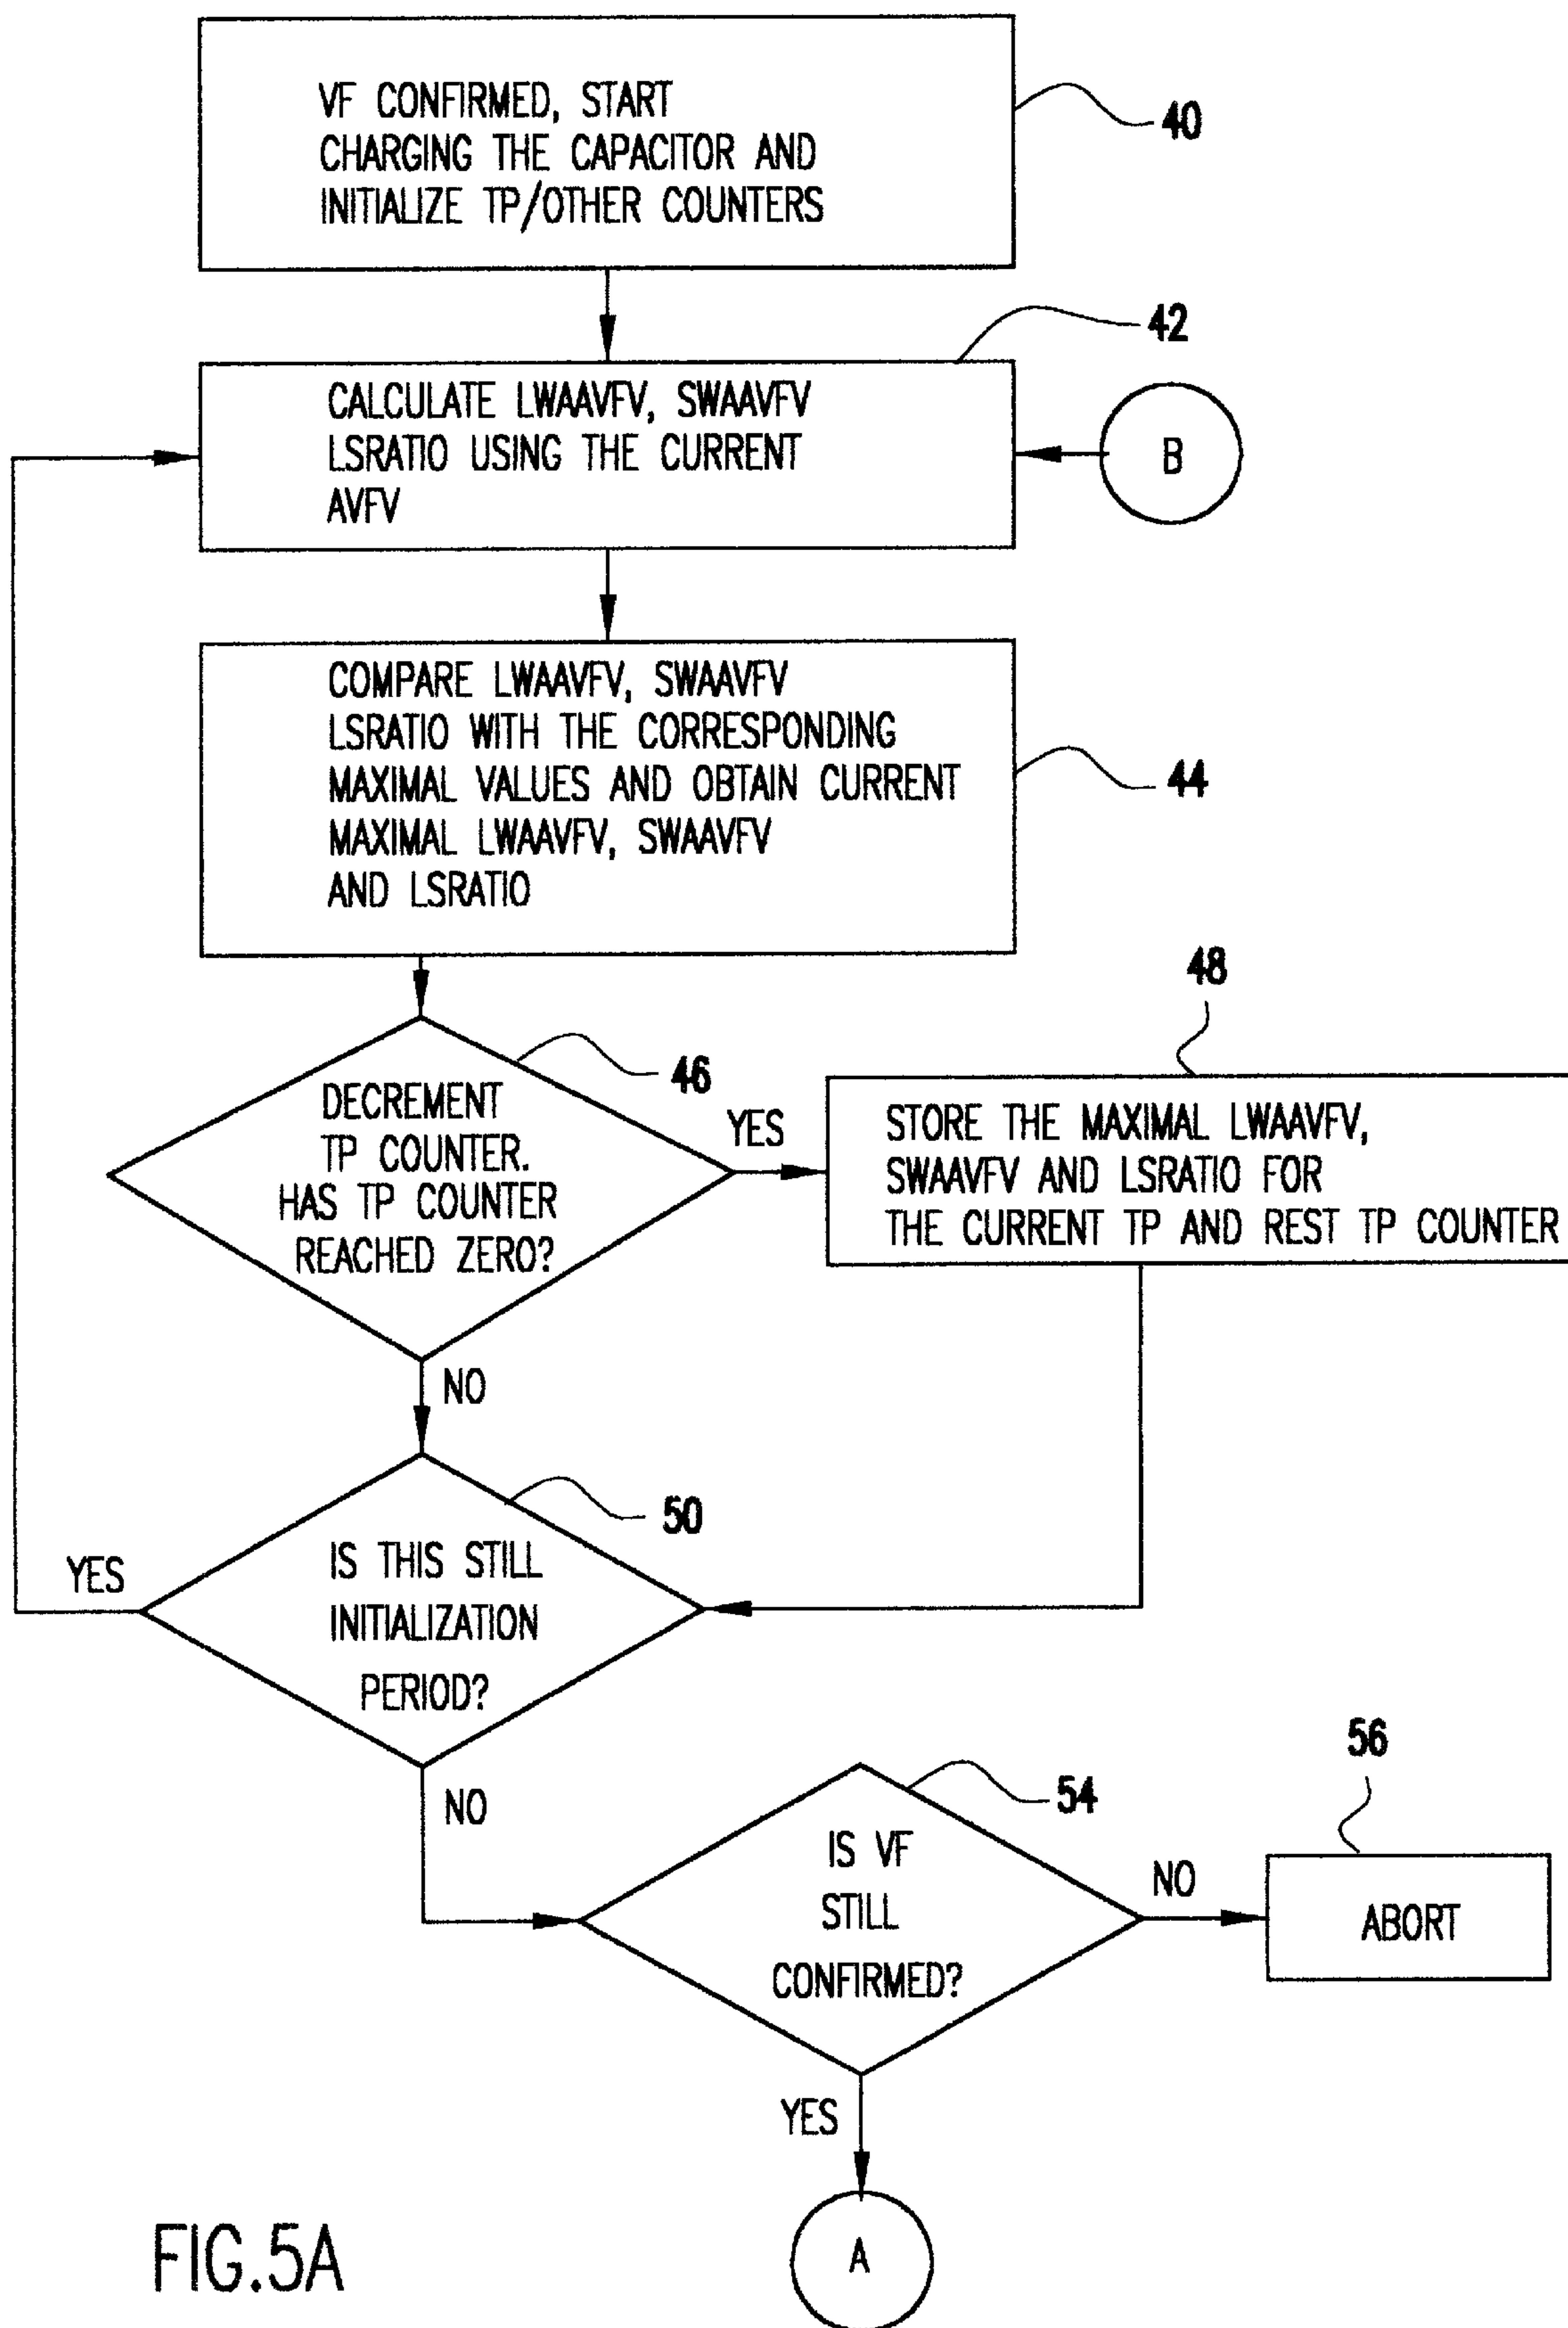 VF CONFIRMED, START
CHARGING THE CAPACITOR AND
INITIALIZE TP/OTHER COUNTERS
40
42
CALCULATE LWAAVFV, SWAAVFV
LSRATIO USING THE CURRENT
AVFV
B
COMPARE LWAAVFV, SWAAVFV
LSRATIO WITH THE CORRESPONDING
MAXIMAL VALUES AND OBTAIN CURRENT
MAXIMAL LWAAVFV, SWAAVFV
AND LSRATIO
44
46
DECREMENT
TP COUNTER.
HAS TP COUNTER
REACHED ZERO?
YES
48
STORE THE MAXIMAL LWAAVFV,
SWAAVFV AND LSRATIO FOR
THE CURRENT TP AND REST TP COUNTER
NO
50
IS THIS STILL
INITIALIZATION
PERIOD?
YES
NO
54
IS VF
STILL
CONFIRMED?
NO
56
ABORT
YES
A
FIG.5A